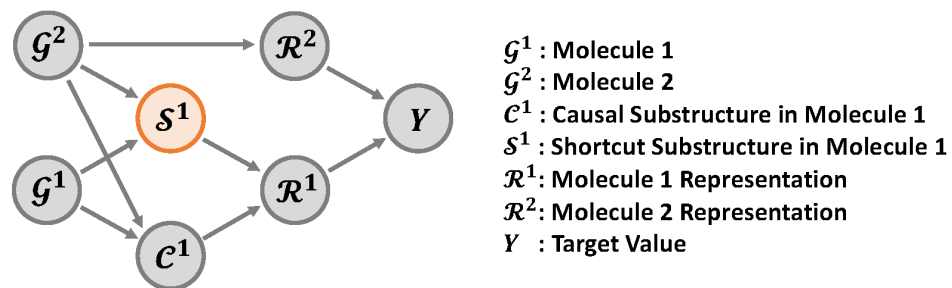 𝒢² ℛ²
𝒮¹ Y
𝒢¹ ℛ¹
𝒞¹
𝒢¹ : Molecule 1
𝒢² : Molecule 2
𝒞¹ : Causal Substructure in Molecule 1
𝒮¹ : Shortcut Substructure in Molecule 1
ℛ¹: Molecule 1 Representation
ℛ²: Molecule 2 Representation
Y : Target Value